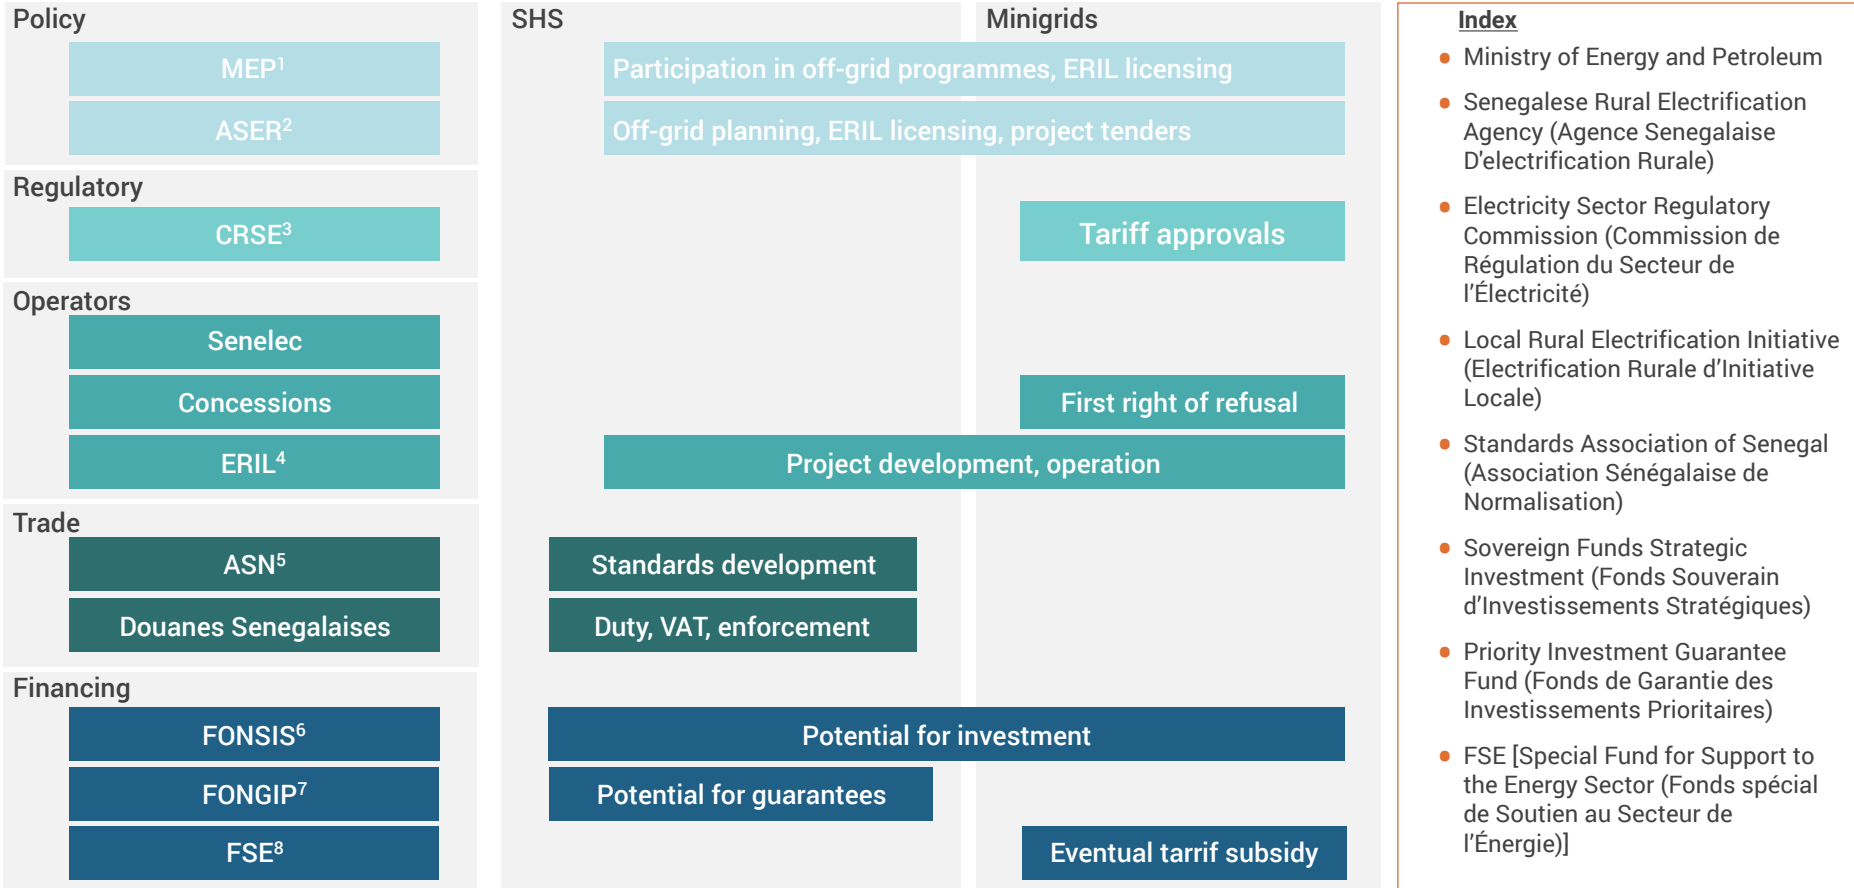 Policy
SHS
Minigrids
MEP1
Participation in off-grid programmes, ERIL licensing
ASER2
Off-grid planning, ERIL licensing, project tenders
Regulatory
CRSE3
Tariff approvals
Operators
Senelec
Concessions
First right of refusal
ERIL4
Project development, operation
Trade
ASN5
Standards development
Douanes Senegalaises
Duty, VAT, enforcement
Financing
FONSIS6
Potential for investment
FONGIP7
Potential for guarantees
FSE8
Eventual tarrif subsidy
Index
• Ministry of Energy and Petroleum
• Senegalese Rural Electrification
Agency (Agence Senegalaise
D'electrification Rurale)
• Electricity Sector Regulatory
Commission (Commission de
Régulation du Secteur de
l'Électricité)
• Local Rural Electrification Initiative
(Electrification Rurale d’Initiative
Locale)
• Standards Association of Senegal
(Association Sénégalaise de
Normalisation)
• Sovereign Funds Strategic
Investment (Fonds Souverain
d’Investissements Stratégiques)
• Priority Investment Guarantee
Fund (Fonds de Garantie des
Investissements Prioritaires)
• FSE [Special Fund for Support to
the Energy Sector (Fonds spécial
de Soutien au Secteur de
l’Énergie)]